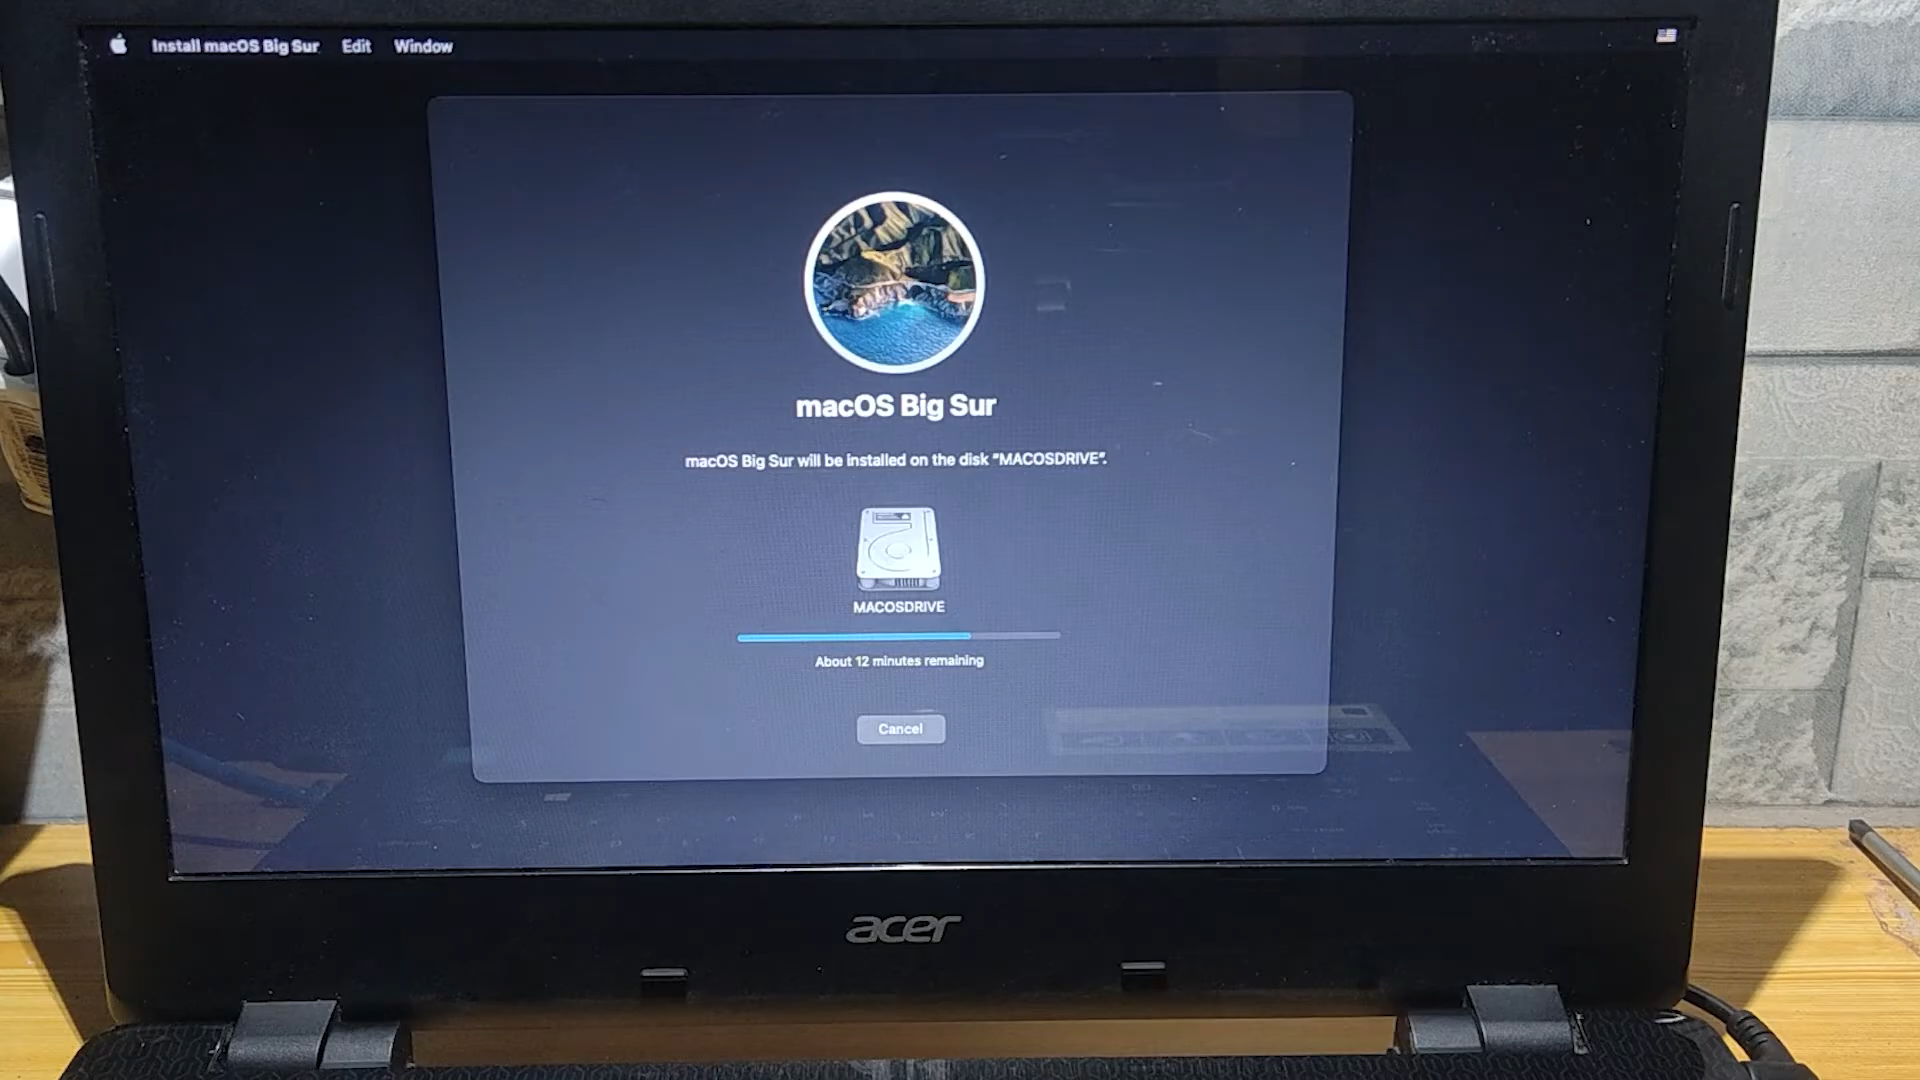 Install macOS Big Sur Edit Window
macOS Big Sur
macOS Big Sur will be installed on the disk “MACOSDRIVE”.
MACOSDRIVE
About 12 minutes remaining
Cancel
acer